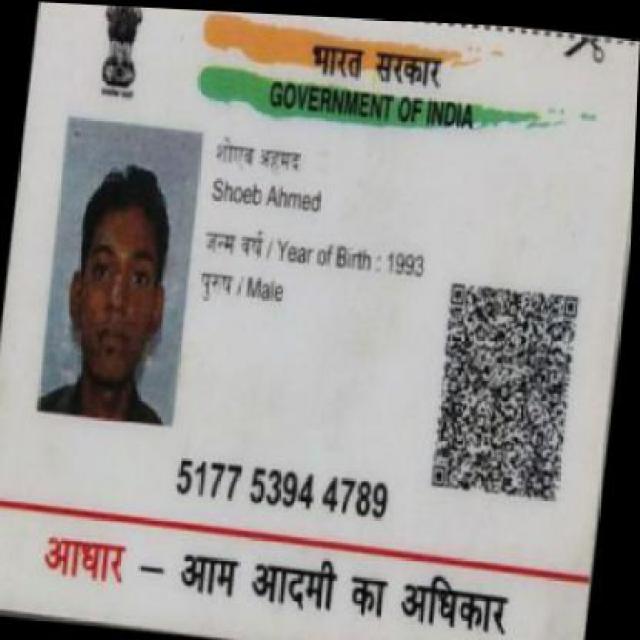 भारत सरकार
GOVERNMENT OF INDIA
शोएब अहमद
Shoeb Ahmed
जन्म वर्ष / Year of Birth : 1993
पुरुष / Male
5177 5394 4789
आधार – आम आदमी का अधिकार